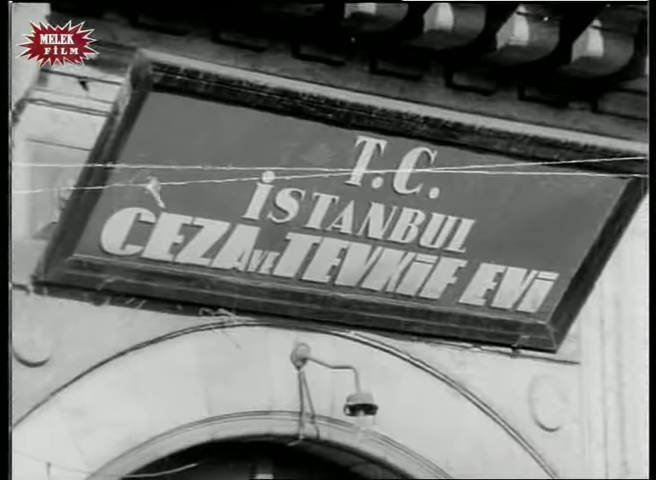 MELEK
FİLM
T.C.
İSTANBUL
CEZA VE TEVKİF EVİ